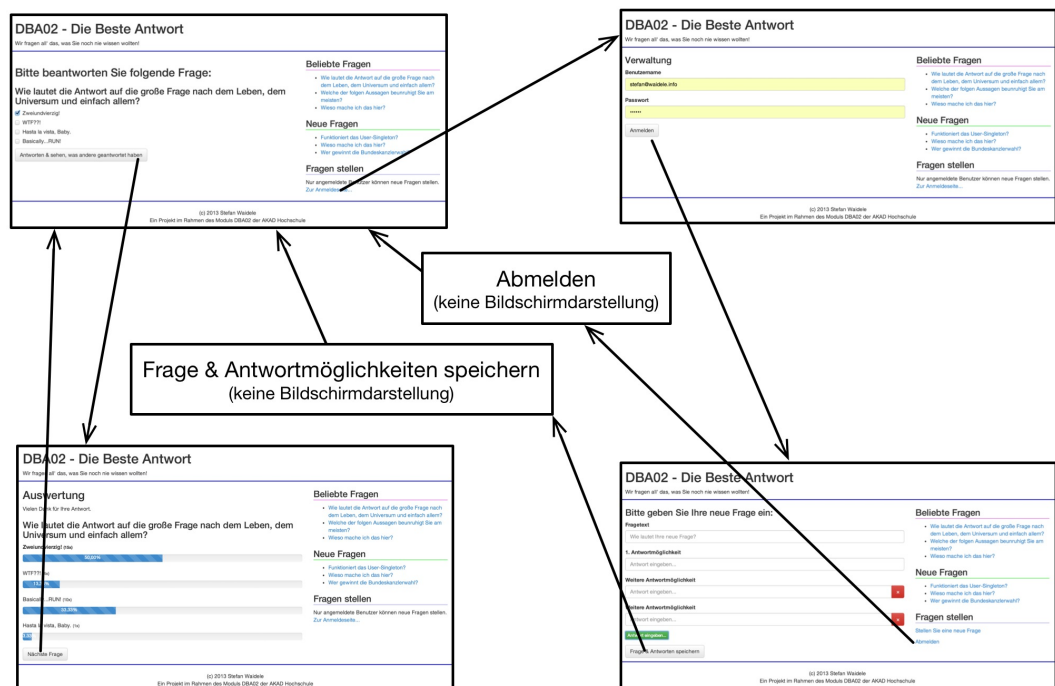 DBA02 - Die Beste Antwort
Wir fragen all' das, was Sie noch nie wissen wollten!
Bitte beantworten Sie folgende Frage:
Wie lautet die Antwort auf die große Frage nach dem Leben, dem
Universum und einfach allem?
Zweiundvierzig!
WTF??!
Hasta la vista, Baby.
Basically...RUN!
Antworten & sehen, was andere geantwortet haben
Beliebte Fragen
Wie lautet die Antwort auf die große Frage nach
dem Leben, dem Universum und einfach allem?
Welche der folgen Aussagen beunruhigt Sie am
meisten?
Wieso mache ich das hier?
Neue Fragen
Funktioniert das User-Singleton?
Wieso mache ich das hier?
Wer gewinnt die Bundeskanzlerwahl?
Fragen stellen
Nur angemeldete Benutzer können neue Fragen stellen.
Zur Anmeldeseite...
(c) 2013 Stefan Waidele
Ein Projekt im Rahmen des Moduls DBA02 der AKAD Hochschule
DBA02 - Die Beste Antwort
Wir fragen all' das, was Sie noch nie wissen wollten!
Verwaltung
Benutzername
stefan@waidele.info
Passwort
••••••
Anmelden
Beliebte Fragen
Wie lautet die Antwort auf die große Frage nach
dem Leben, dem Universum und einfach allem?
Welche der folgen Aussagen beunruhigt Sie am
meisten?
Wieso mache ich das hier?
Neue Fragen
Funktioniert das User-Singleton?
Wieso mache ich das hier?
Wer gewinnt die Bundeskanzlerwahl?
Fragen stellen
Nur angemeldete Benutzer können neue Fragen stellen.
Zur Anmeldeseite...
(c) 2013 Stefan Waidele
Ein Projekt im Rahmen des Moduls DBA02 der AKAD Hochschule
Abmelden
(keine Bildschirmdarstellung)
Frage & Antwortmöglichkeiten speichern
(keine Bildschirmdarstellung)
DBA02 - Die Beste Antwort
Wir fragen all' das, was Sie noch nie wissen wollten!
Auswertung
Vielen Dank für Ihre Antwort.
Wie lautet die Antwort auf die große Frage nach dem Leben, dem
Universum und einfach allem?
Zweiundvierzig! (15x)
50,00%
WTF??!
Basically...RUN! (10x)
33,33%
Hasta la vista, Baby. (1x)
Nächste Frage
Beliebte Fragen
Wie lautet die Antwort auf die große Frage nach
dem Leben, dem Universum und einfach allem?
Welche der folgen Aussagen beunruhigt Sie am
meisten?
Wieso mache ich das hier?
Neue Fragen
Funktioniert das User-Singleton?
Wieso mache ich das hier?
Wer gewinnt die Bundeskanzlerwahl?
Fragen stellen
Nur angemeldete Benutzer können neue Fragen stellen.
Zur Anmeldeseite...
(c) 2013 Stefan Waidele
Ein Projekt im Rahmen des Moduls DBA02 der AKAD Hochschule
DBA02 - Die Beste Antwort
Wir fragen all' das, was Sie noch nie wissen wollten!
Bitte geben Sie Ihre neue Frage ein:
Fragetext
Wie lautet Ihre neue Frage?
1. Antwortmöglichkeit
Antwort eingeben...
Weitere Antwortmöglichkeit
Antwort eingeben...
x
Weitere Antwortmöglichkeit
Antwort eingeben...
x
Antwort eingeben...
Frage & Antworten speichern
Beliebte Fragen
Wie lautet die Antwort auf die große Frage nach
dem Leben, dem Universum und einfach allem?
Welche der folgen Aussagen beunruhigt Sie am
meisten?
Wieso mache ich das hier?
Neue Fragen
Funktioniert das User-Singleton?
Wieso mache ich das hier?
Wer gewinnt die Bundeskanzlerwahl?
Fragen stellen
Stellen Sie eine neue Frage
Abmelden
(c) 2013 Stefan Waidele
Ein Projekt im Rahmen des Moduls DBA02 der AKAD Hochschule